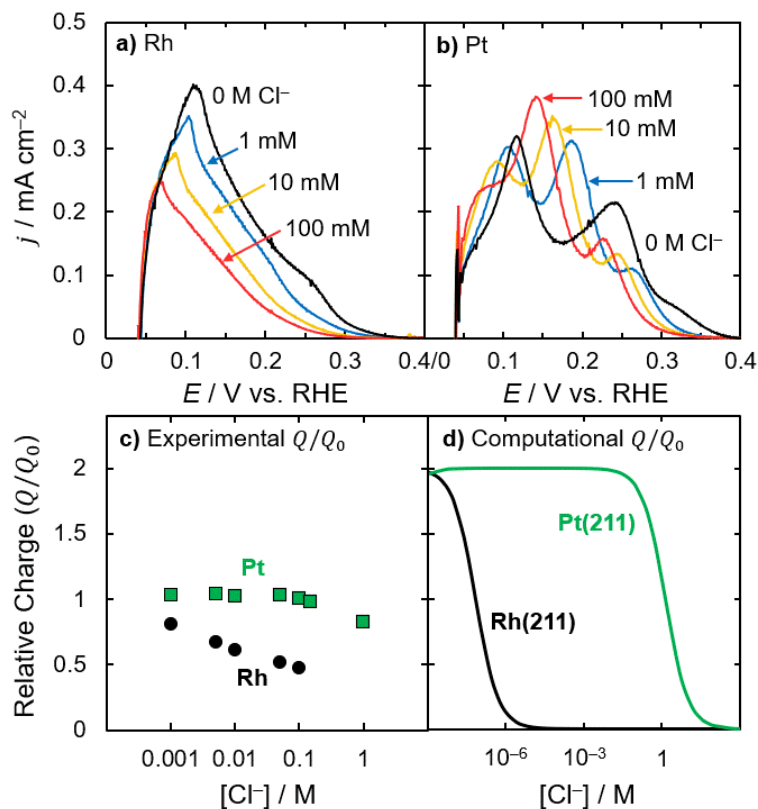 a) Rh
0.5
0.4
0.3
0.2
0.1
0
j / mA cm⁻²
0 M Cl⁻
1 mM
10 mM
100 mM
0 0.1 0.2 0.3 0.4
E / V vs. RHE
b) Pt
100 mM
10 mM
1 mM
0 M Cl⁻
/0 0.1 0.2 0.3 0.4
E / V vs. RHE
c) Experimental Q/Q₀
Relative Charge (Q/Q₀)
2
1
0.5
0
Pt
Rh
0.001 0.01 0.1 1
[Cl⁻] / M
d) Computational Q/Q₀
Pt(211)
Rh(211)
10⁻⁶ 10⁻³ 1
[Cl⁻] / M